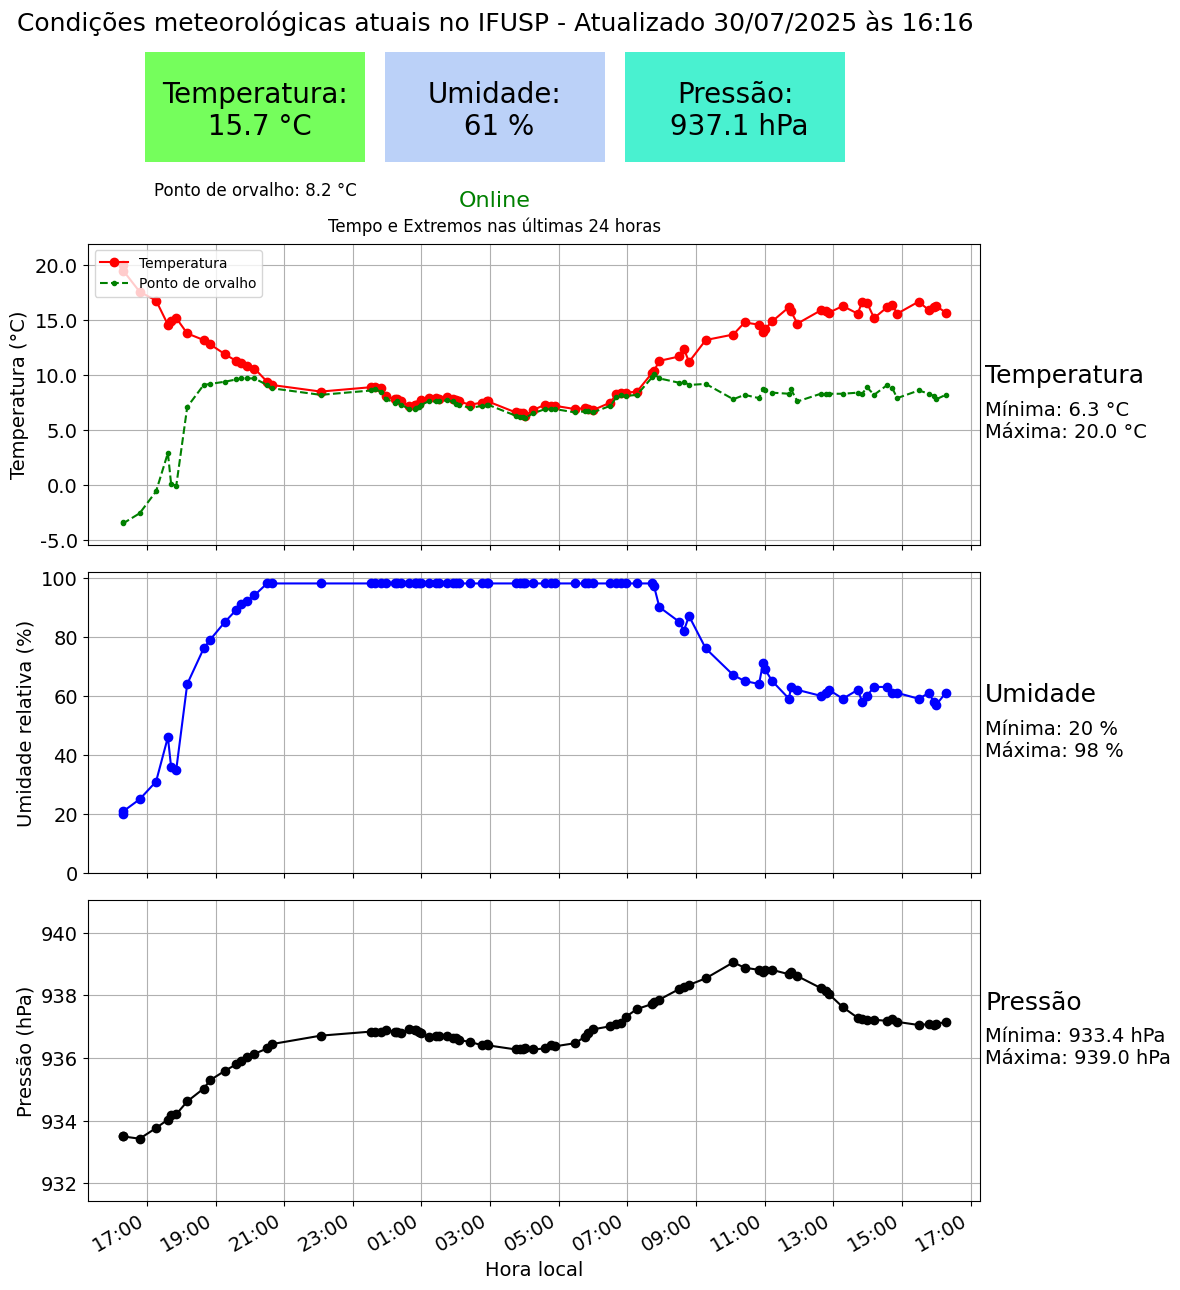 Condições meteorológicas atuais no IFUSP - Atualizado 30/07/2025 às 16:16
Temperatura:
15.7 °C
Umidade:
61 %
Pressão:
937.1 hPa
Ponto de orvalho: 8.2 °C
Online
Tempo e Extremos nas últimas 24 horas
Temperatura (°C)
20.0
15.0
10.0
5.0
0.0
-5.0
Temperatura
Ponto de orvalho
Temperatura
Mínima: 6.3 °C
Máxima: 20.0 °C
Umidade relativa (%)
100
80
60
40
20
0
Umidade
Mínima: 20 %
Máxima: 98 %
Pressão (hPa)
940
938
936
934
932
Pressão
Mínima: 933.4 hPa
Máxima: 939.0 hPa
17:00
19:00
21:00
23:00
01:00
03:00
05:00
07:00
09:00
11:00
13:00
15:00
17:00
Hora local